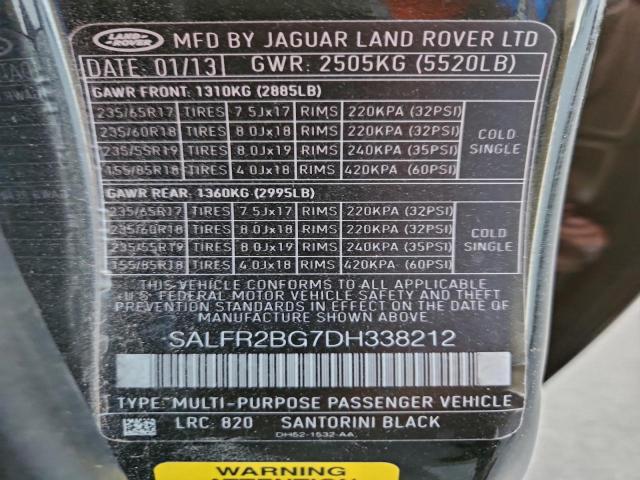 LAND ROVER
MFD BY JAGUAR LAND ROVER LTD
DATE: 01/13 GWR: 2505KG (5520LB)
GAWR FRONT: 1310KG (2885LB)
235/65R17 TIRES 7.5Jx17 RIMS 220KPA (32PSI)
235/60R18 TIRES 8.0Jx18 RIMS 220KPA (32PSI)
235/55R19 TIRES 8.0Jx19 RIMS 240KPA (35PSI)
155/85R18 TIRES 4.0Jx18 RIMS 420KPA (60PSI)
COLD
SINGLE
GAWR REAR: 1360KG (2995LB)
235/65R17 TIRES 7.5Jx17 RIMS 220KPA (32PSI)
235/60R18 TIRES 8.0Jx18 RIMS 220KPA (32PSI)
235/55R19 TIRES 8.0Jx19 RIMS 240KPA (35PSI)
155/85R18 TIRES 4.0Jx18 RIMS 420KPA (60PSI)
COLD
SINGLE
THIS VEHICLE CONFORMS TO ALL APPLICABLE
U.S. FEDERAL MOTOR VEHICLE SAFETY AND THEFT
PREVENTION STANDARDS IN EFFECT ON THE DATE OF
MANUFACTURE SHOWN ABOVE
SALFR2BG7DH338212
TYPE: MULTI-PURPOSE PASSENGER VEHICLE
LRC 820 SANTORINI BLACK
DH52-1532-AA
WARNING:
FURTHER INFORMATION